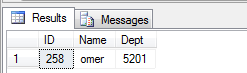 Results Messages
ID Name Dept
1 258 omer 5201